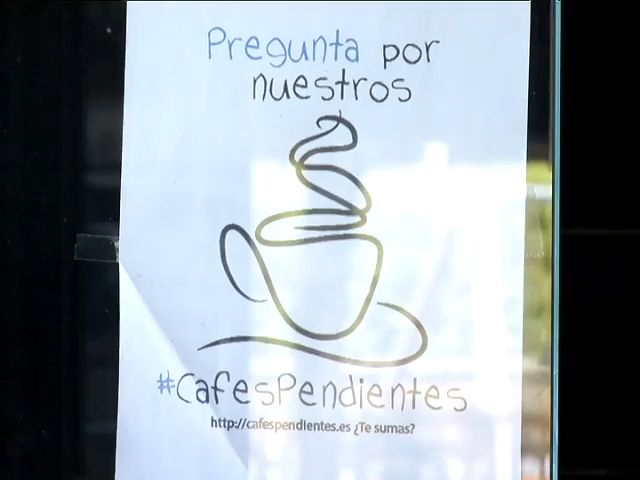 Pregunta por
nuestros
#CafesPendientes
http://cafespendientes.es ¿Te sumas?